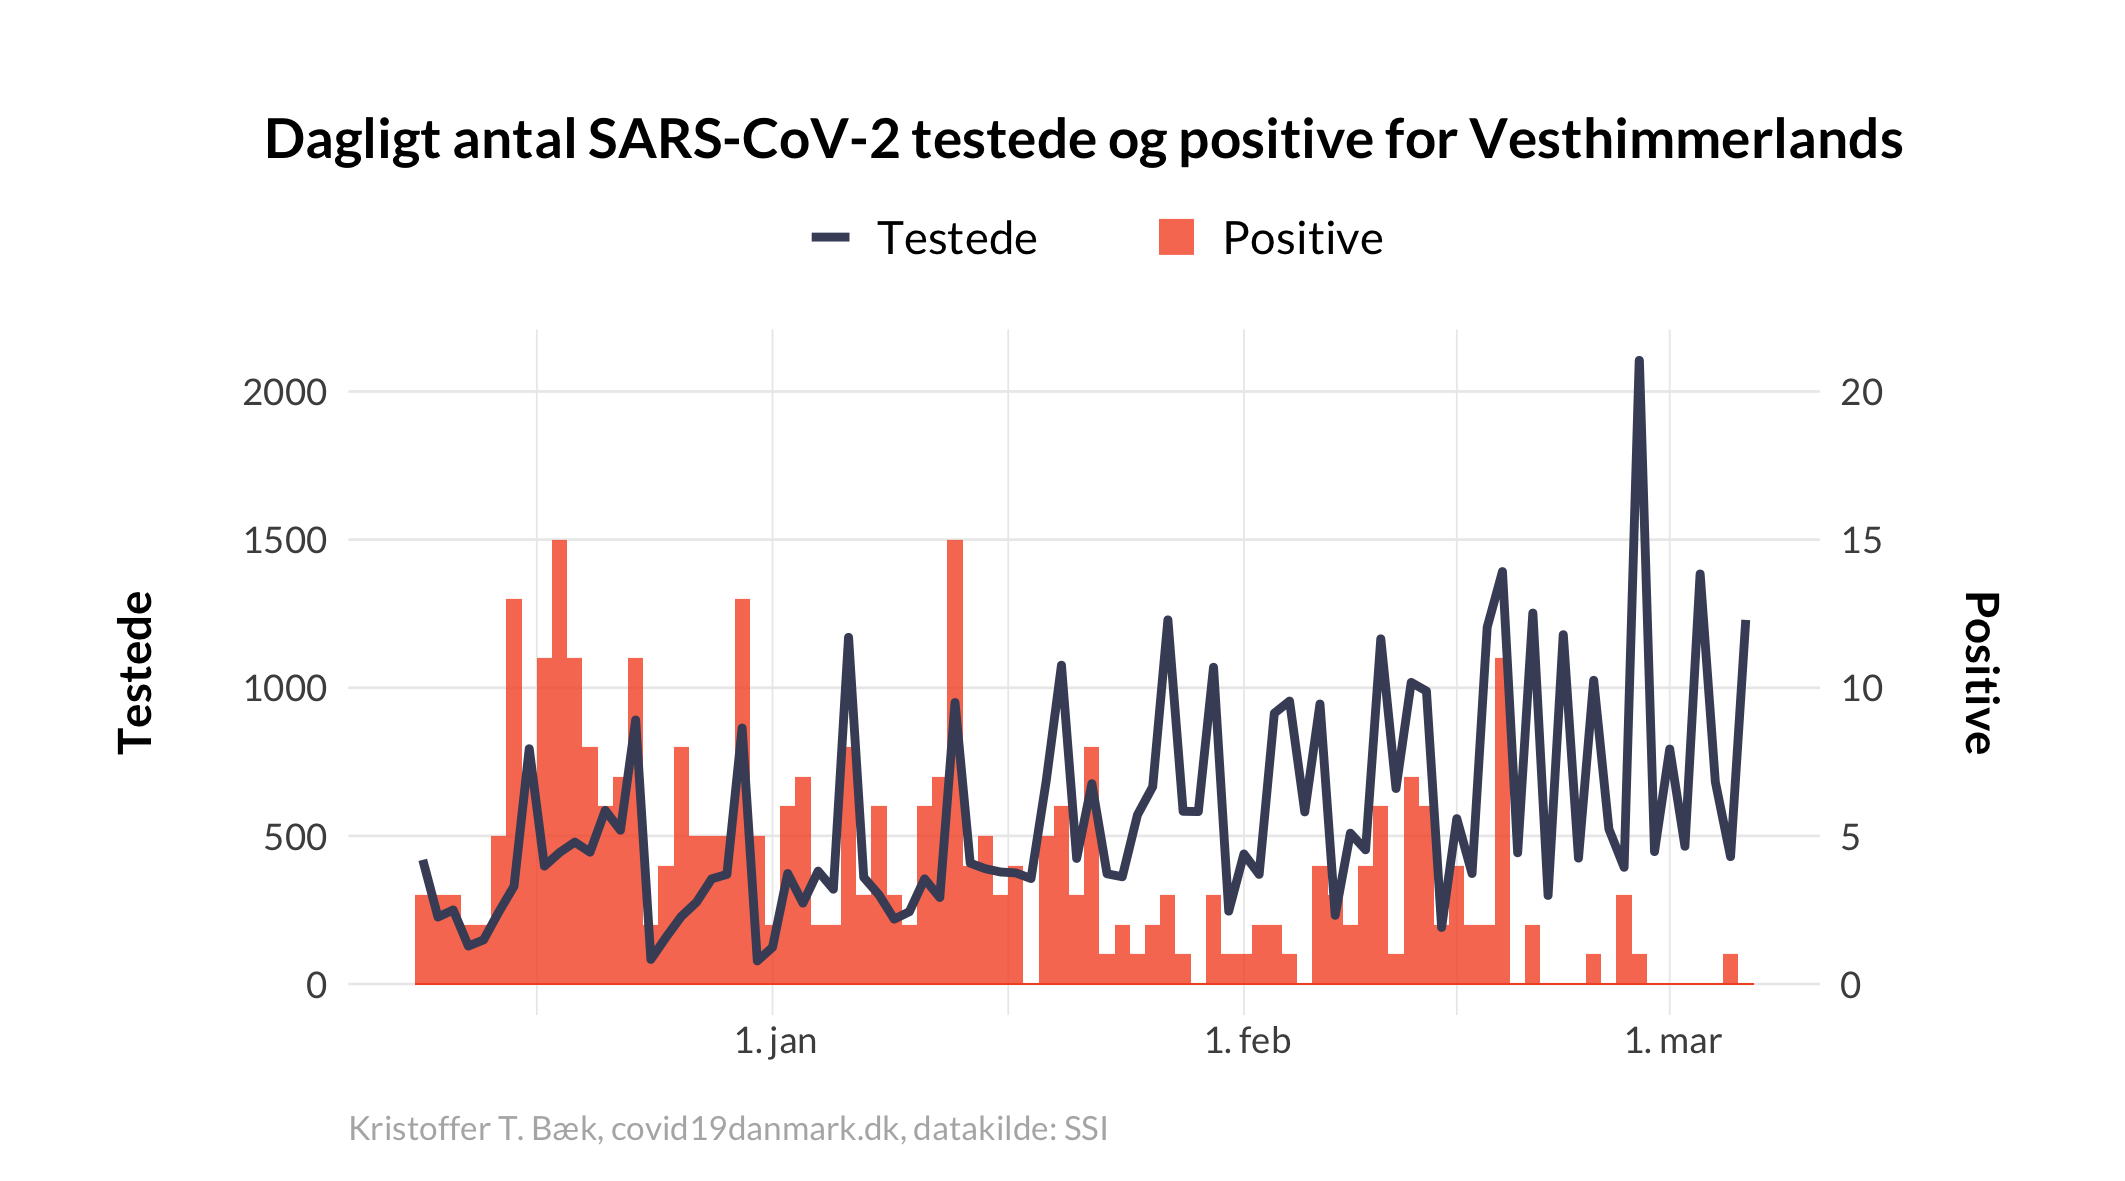 Dagligt antal SARS-CoV-2 testede og positive for Vesthimmerlands
Testede Positive
2000 20
1500 15
1000 10
500 5
0 0
Testede
Positive
1. jan 1. feb 1. mar
Kristoffer T. Bæk, covid19danmark.dk, datakilde: SSI